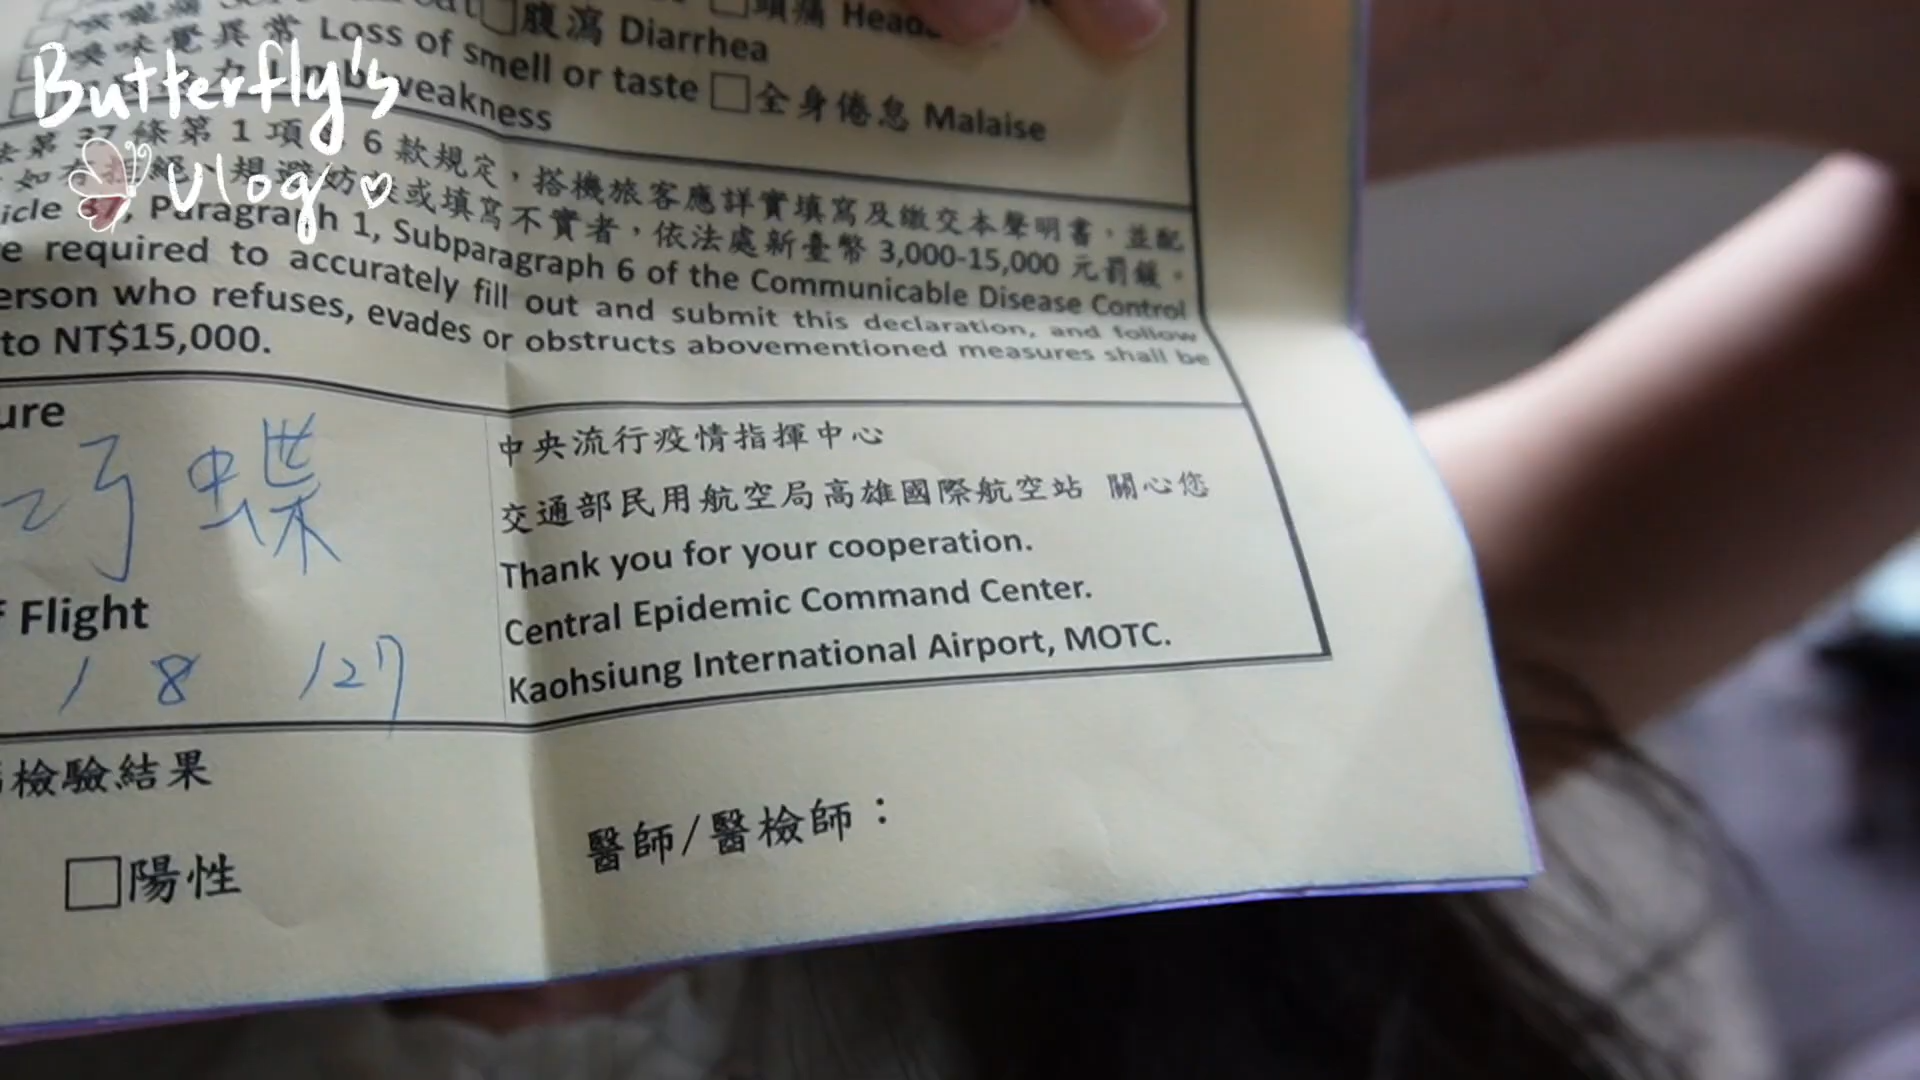 腹瀉 Diarrhea
味覺異常 Loss of smell or taste □全身倦怠 Malaise
weakness
條第 1 項 6 款規定，搭機旅客應詳實填寫及繳交本聲明書，並配
或填寫不實者，依法處新臺幣 3,000-15,000 元罰鍰。
Paragraph 1, Subparagraph 6 of the Communicable Disease Control
required to accurately fill out and submit this declaration, and follow
who refuses, evades or obstructs abovementioned measures shall be
to NT$15,000.
蝶
Flight
1 8 127
中央流行疫情指揮中心
交通部民用航空局高雄國際航空站 關心您
Thank you for your cooperation.
Central Epidemic Command Center.
Kaohsiung International Airport, MOTC.
檢驗結果
□陽性
醫師/醫檢師：
Butterfly's
Vlog